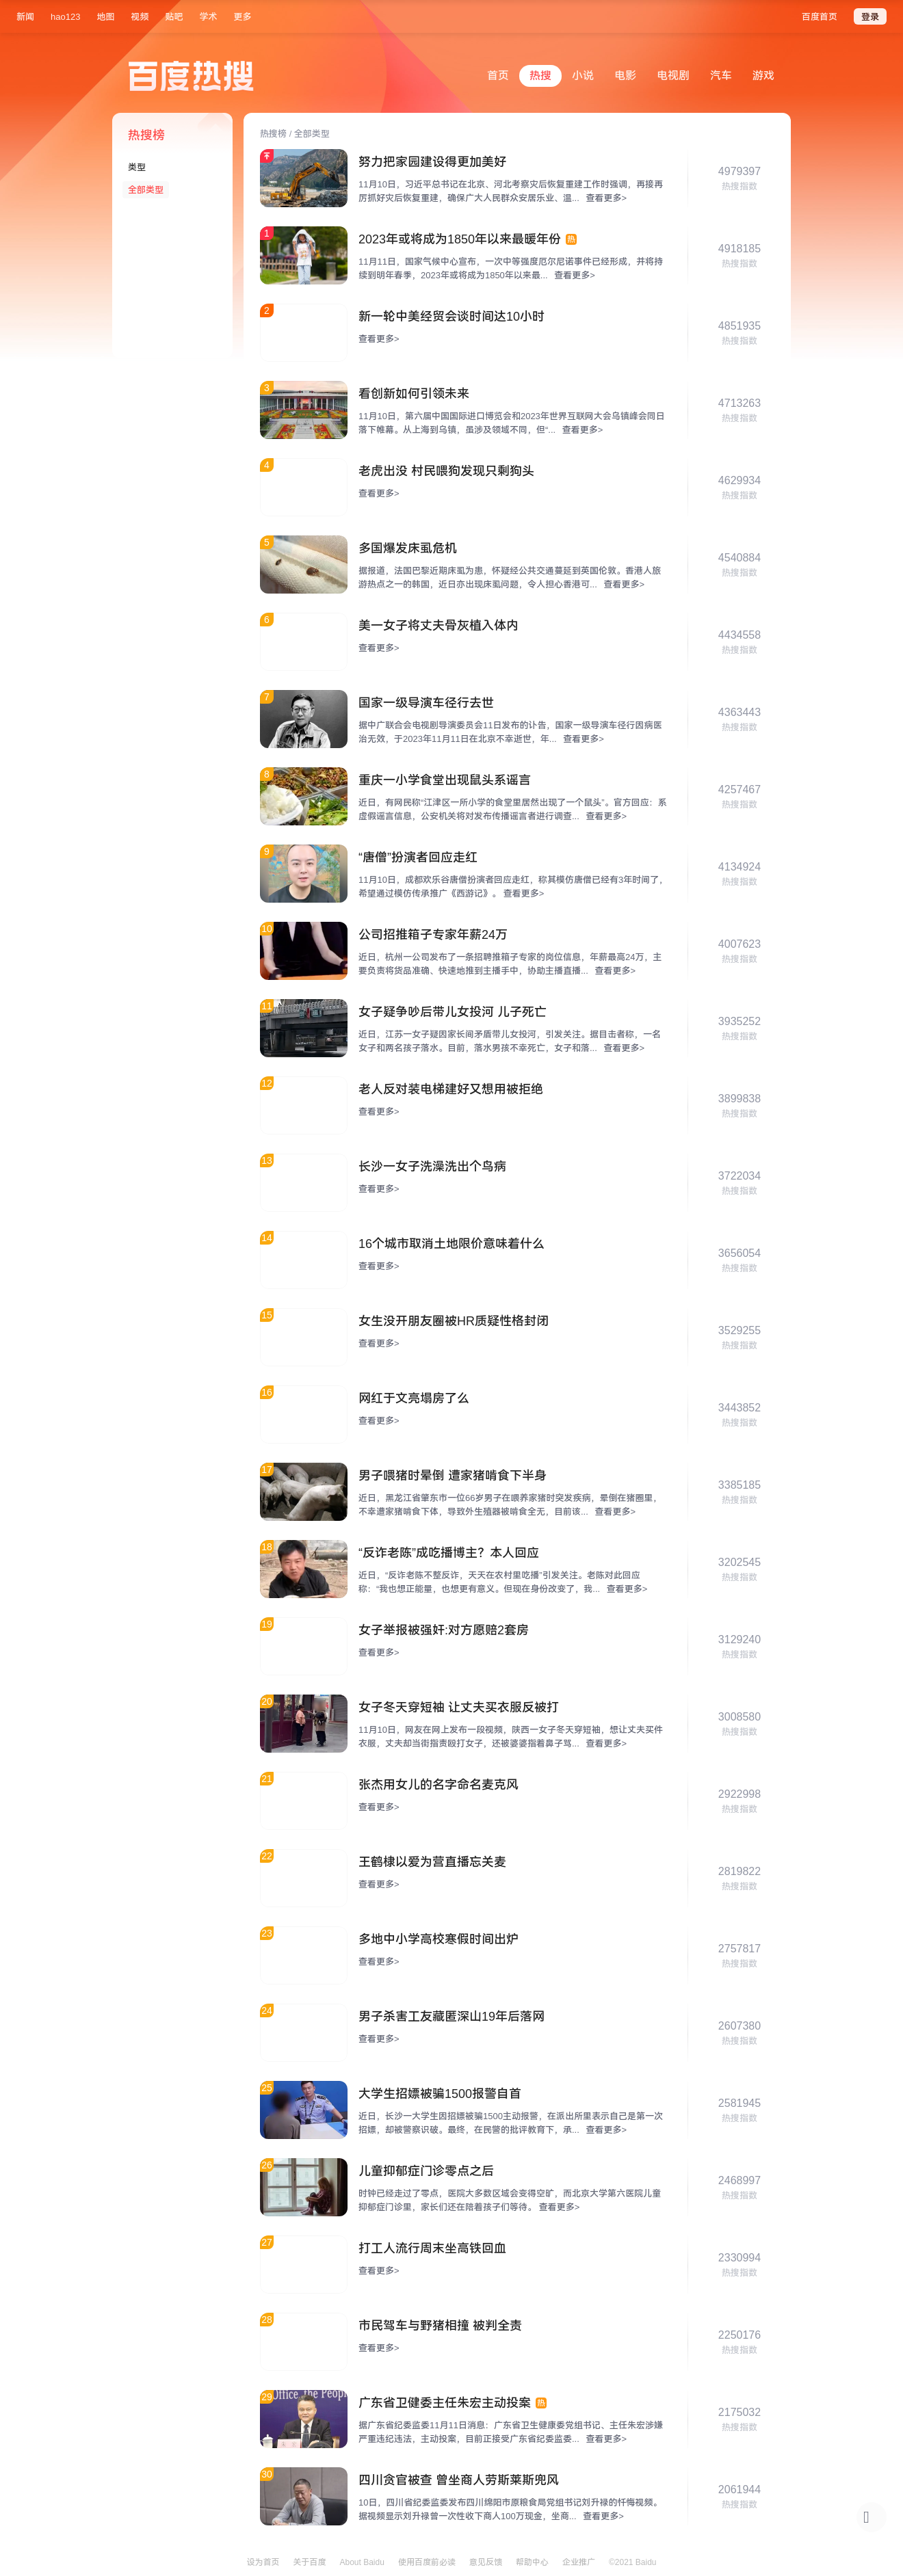 新闻 hao123 地图 视频 贴吧 学术 更多 百度首页 登录
百度热搜 首页 热搜 小说 电影 电视剧 汽车 游戏
热搜榜
类型
全部类型
热搜榜 / 全部类型
努力把家园建设得更加美好
11月10日，习近平总书记在北京、河北考察灾后恢复重建工作时强调，再接再
厉抓好灾后恢复重建，确保广大人民群众安居乐业、温... 查看更多>
4979397
热搜指数
1
2023年或将成为1850年以来最暖年份 热
11月11日，国家气候中心宣布，一次中等强度厄尔尼诺事件已经形成，并将持
续到明年春季，2023年或将成为1850年以来最... 查看更多>
4918185
热搜指数
2
新一轮中美经贸会谈时间达10小时
查看更多>
4851935
热搜指数
3
看创新如何引领未来
11月10日，第六届中国国际进口博览会和2023年世界互联网大会乌镇峰会同日
落下帷幕。从上海到乌镇，虽涉及领域不同，但“... 查看更多>
4713263
热搜指数
4
老虎出没 村民喂狗发现只剩狗头
查看更多>
4629934
热搜指数
5
多国爆发床虱危机
据报道，法国巴黎近期床虱为患，怀疑经公共交通蔓延到英国伦敦。香港人旅
游热点之一的韩国，近日亦出现床虱问题，令人担心香港可... 查看更多>
4540884
热搜指数
6
美一女子将丈夫骨灰植入体内
查看更多>
4434558
热搜指数
7
国家一级导演车径行去世
据中广联合会电视剧导演委员会11日发布的讣告，国家一级导演车径行因病医
治无效，于2023年11月11日在北京不幸逝世，年... 查看更多>
4363443
热搜指数
8
重庆一小学食堂出现鼠头系谣言
近日，有网民称“江津区一所小学的食堂里居然出现了一个鼠头”。官方回应：系
虚假谣言信息，公安机关将对发布传播谣言者进行调查... 查看更多>
4257467
热搜指数
9
“唐僧”扮演者回应走红
11月10日，成都欢乐谷唐僧扮演者回应走红，称其模仿唐僧已经有3年时间了，
希望通过模仿传承推广《西游记》。 查看更多>
4134924
热搜指数
10
公司招推箱子专家年薪24万
近日，杭州一公司发布了一条招聘推箱子专家的岗位信息，年薪最高24万，主
要负责将货品准确、快速地推到主播手中，协助主播直播... 查看更多>
4007623
热搜指数
11
女子疑争吵后带儿女投河 儿子死亡
近日，江苏一女子疑因家长间矛盾带儿女投河，引发关注。据目击者称，一名
女子和两名孩子落水。目前，落水男孩不幸死亡，女子和落... 查看更多>
3935252
热搜指数
12
老人反对装电梯建好又想用被拒绝
查看更多>
3899838
热搜指数
13
长沙一女子洗澡洗出个鸟病
查看更多>
3722034
热搜指数
14
16个城市取消土地限价意味着什么
查看更多>
3656054
热搜指数
15
女生没开朋友圈被HR质疑性格封闭
查看更多>
3529255
热搜指数
16
网红于文亮塌房了么
查看更多>
3443852
热搜指数
17
男子喂猪时晕倒 遭家猪啃食下半身
近日，黑龙江省肇东市一位66岁男子在喂养家猪时突发疾病，晕倒在猪圈里，
不幸遭家猪啃食下体，导致外生殖器被啃食全无，目前该... 查看更多>
3385185
热搜指数
18
“反诈老陈”成吃播博主？本人回应
近日，“反诈老陈不整反诈，天天在农村里吃播”引发关注。老陈对此回应
称：“我也想正能量，也想更有意义。但现在身份改变了，我... 查看更多>
3202545
热搜指数
19
女子举报被强奸:对方愿赔2套房
查看更多>
3129240
热搜指数
20
女子冬天穿短袖 让丈夫买衣服反被打
11月10日，网友在网上发布一段视频，陕西一女子冬天穿短袖，想让丈夫买件
衣服，丈夫却当街指责殴打女子，还被婆婆指着鼻子骂... 查看更多>
3008580
热搜指数
21
张杰用女儿的名字命名麦克风
查看更多>
2922998
热搜指数
22
王鹤棣以爱为营直播忘关麦
查看更多>
2819822
热搜指数
23
多地中小学高校寒假时间出炉
查看更多>
2757817
热搜指数
24
男子杀害工友藏匿深山19年后落网
查看更多>
2607380
热搜指数
25
大学生招嫖被骗1500报警自首
近日，长沙一大学生因招嫖被骗1500主动报警，在派出所里表示自己是第一次
招嫖，却被警察识破。最终，在民警的批评教育下，承... 查看更多>
2581945
热搜指数
26
儿童抑郁症门诊零点之后
时钟已经走过了零点，医院大多数区域会变得空旷，而北京大学第六医院儿童
抑郁症门诊里，家长们还在陪着孩子们等待。 查看更多>
2468997
热搜指数
27
打工人流行周末坐高铁回血
查看更多>
2330994
热搜指数
28
市民驾车与野猪相撞 被判全责
查看更多>
2250176
热搜指数
29
Office, the People
广东省卫健委主任朱宏主动投案 热
据广东省纪委监委11月11日消息：广东省卫生健康委党组书记、主任朱宏涉嫌
严重违纪违法，主动投案，目前正接受广东省纪委监委... 查看更多>
2175032
热搜指数
30
四川贪官被查 曾坐商人劳斯莱斯兜风
10日，四川省纪委监委发布四川绵阳市原粮食局党组书记刘升禄的忏悔视频。
据视频显示刘升禄曾一次性收下商人100万现金，坐商... 查看更多>
2061944
热搜指数
设为首页 关于百度 About Baidu 使用百度前必读 意见反馈 帮助中心 企业推广 ©2021 Baidu